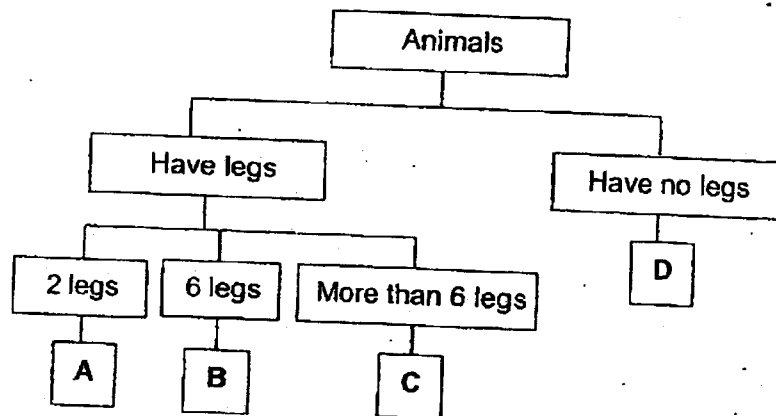 Animals
Have legs
Have no legs
2 legs
6 legs
More than 6 legs
D
A
B
C